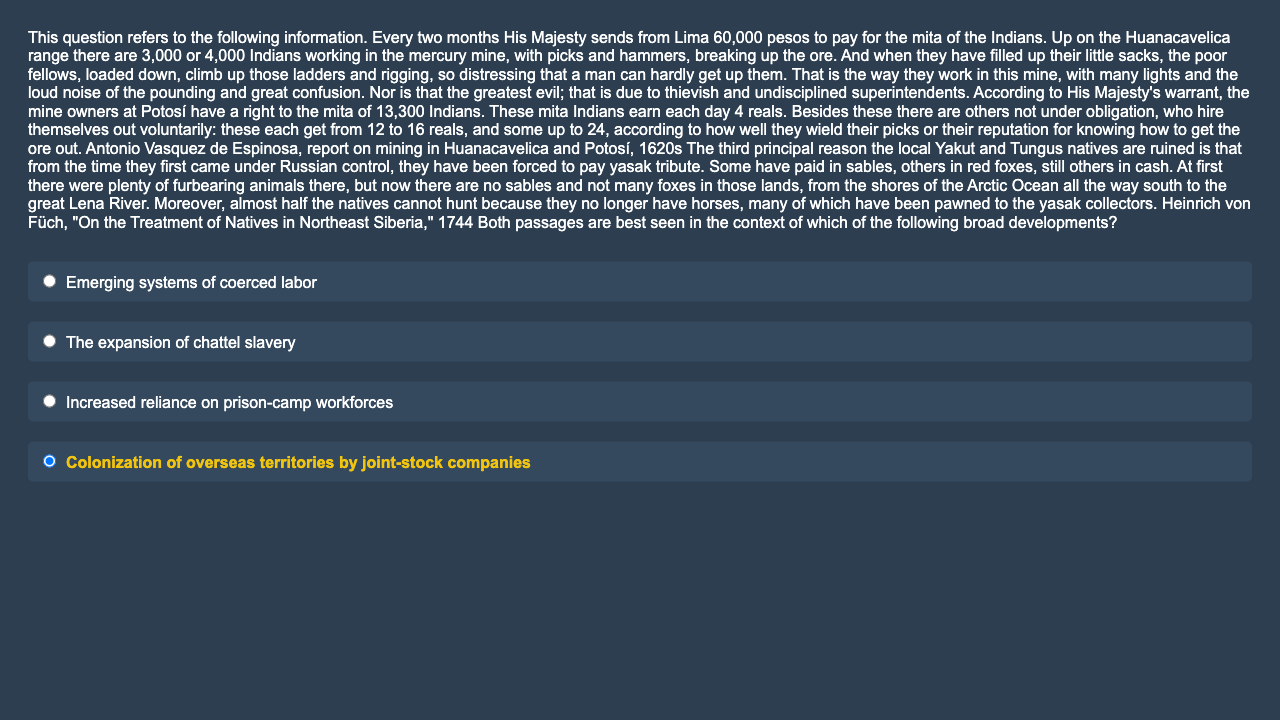 This question refers to the following information. Every two months His Majesty sends from Lima 60,000 pesos to pay for the mita of the Indians. Up on the Huanacavelica
range there are 3,000 or 4,000 Indians working in the mercury mine, with picks and hammers, breaking up the ore. And when they have filled up their little sacks, the poor
fellows, loaded down, climb up those ladders and rigging, so distressing that a man can hardly get up them. That is the way they work in this mine, with many lights and the
loud noise of the pounding and great confusion. Nor is that the greatest evil; that is due to thievish and undisciplined superintendents. According to His Majesty's warrant, the
mine owners at Potosí have a right to the mita of 13,300 Indians. These mita Indians earn each day 4 reals. Besides these there are others not under obligation, who hire
themselves out voluntarily: these each get from 12 to 16 reals, and some up to 24, according to how well they wield their picks or their reputation for knowing how to get the
ore out. Antonio Vasquez de Espinosa, report on mining in Huanacavelica and Potosí, 1620s The third principal reason the local Yakut and Tungus natives are ruined is that
from the time they first came under Russian control, they have been forced to pay yasak tribute. Some have paid in sables, others in red foxes, still others in cash. At first
there were plenty of furbearing animals there, but now there are no sables and not many foxes in those lands, from the shores of the Arctic Ocean all the way south to the
great Lena River. Moreover, almost half the natives cannot hunt because they no longer have horses, many of which have been pawned to the yasak collectors. Heinrich von
Füch, "On the Treatment of Natives in Northeast Siberia," 1744 Both passages are best seen in the context of which of the following broad developments?
Emerging systems of coerced labor
The expansion of chattel slavery
Increased reliance on prison-camp workforces
Colonization of overseas territories by joint-stock companies